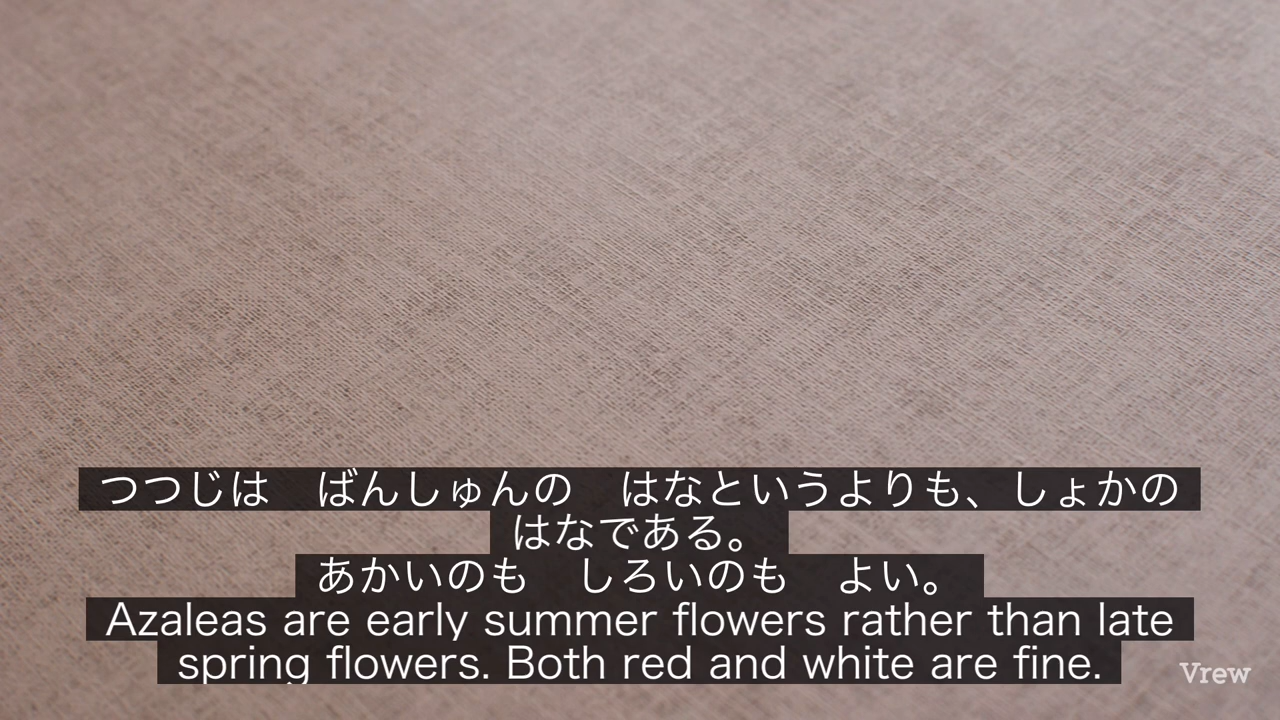 つつじは　ばんしゅんの　はなというよりも、しょかの
はなである。
あかいのも　しろいのも　よい。
Azaleas are early summer flowers rather than late
spring flowers. Both red and white are fine.
Vrew